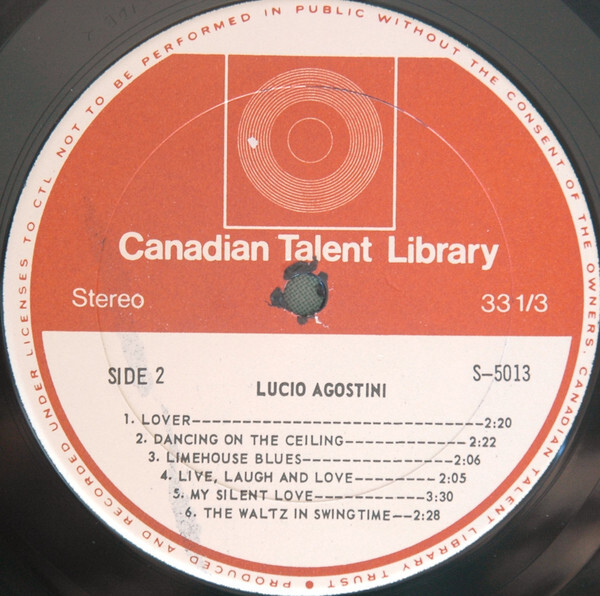 NOT TO BE PERFORMED IN PUBLIC WITHOUT THE CONSENT OF THE OWNERS. CANADIAN TALENT LIBRARY TRUST ● PRODUCED AND RECORDED UNDER LICENSES TO CTL.
Canadian Talent Library
Stereo 33 1/3
SIDE 2 S-5013
LUCIO AGOSTINI
1. LOVER--------------------------------2:20
2. DANCING ON THE CEILING--------------2:22
3. LIMEHOUSE BLUES-----------------2:06
4. LIVE, LAUGH AND LOVE--------- 2:05
5. MY SILENT LOVE------------3:30
6. THE WALTZ IN SWINGTIME--2:28